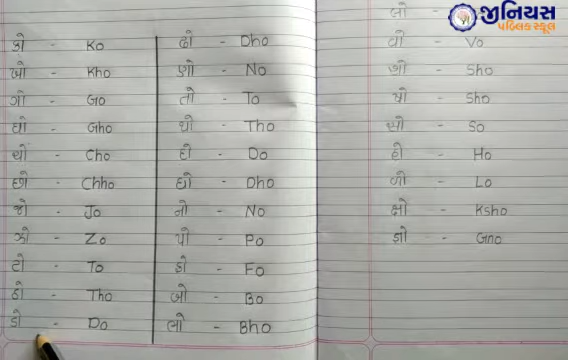 કો - Ko
ખો - Kho
ગો - Go
ઘો - Gho
ચો - Cho
છો - Chho
જો - Jo
ઝો - Zo
ટો - To
ઠો - Tho
ડો - Do
ઢો - Dho
ણો - No
તો - To
થો - Tho
દો - Do
ધો - Dho
નો - No
પો - Po
ફો - Fo
બો - Bo
ભો - Bho
લો -
વો - Vo
શો - Sho
ષો - Sho
સો - So
હો - Ho
ળો - Lo
ક્ષો - Ksho
જ્ઞો - Gno
જીનિયસ
પબ્લિક સ્કૂલ